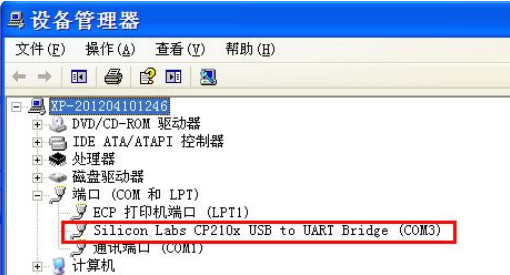 设备管理器
文件(F) 操作(A) 查看(V) 帮助(H)
XP-201204101246
DVD/CD-ROM 驱动器
IDE ATA/ATAPI 控制器
处理器
磁盘驱动器
端口 (COM 和 LPT)
ECP 打印机端口 (LPT1)
Silicon Labs CP210x USB to UART Bridge (COM3)
通讯端口 (COM1)
计算机